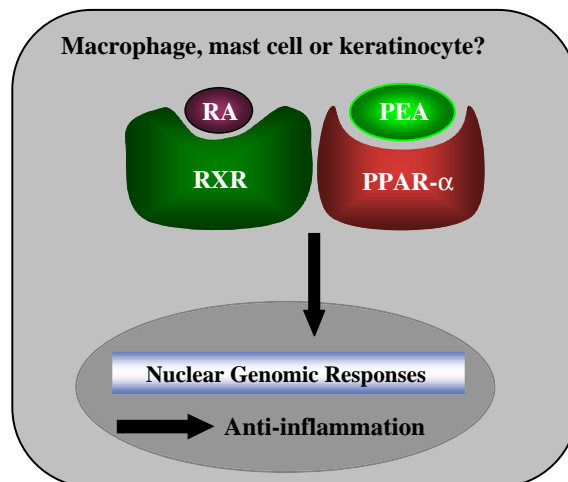 Macrophage, mast cell or keratinocyte?
RA
PEA
RXR
PPAR-α
Nuclear Genomic Responses
Anti-inflammation